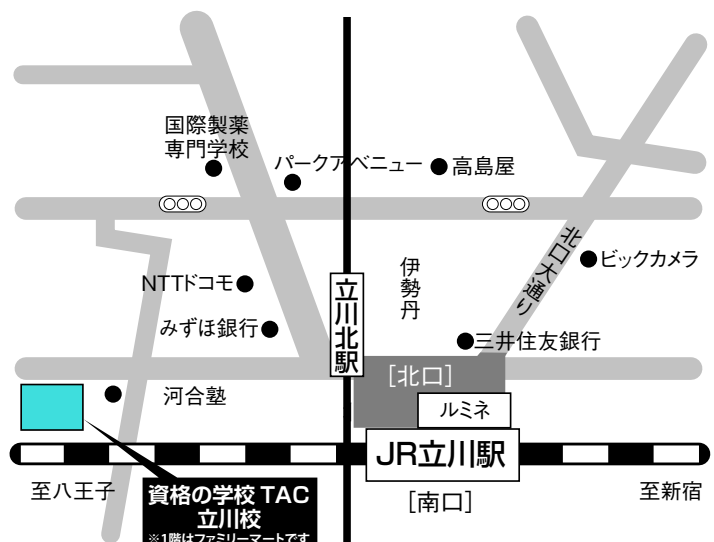 国際製薬
専門学校
パークアベニュー
高島屋
北口大通り
ビックカメラ
NTTドコモ
伊勢丹
立川北駅
みずほ銀行
三井住友銀行
[北口]
河合塾
ルミネ
JR立川駅
至八王子
資格の学校 TAC
立川校
※1階はファミリーマートです
[南口]
至新宿